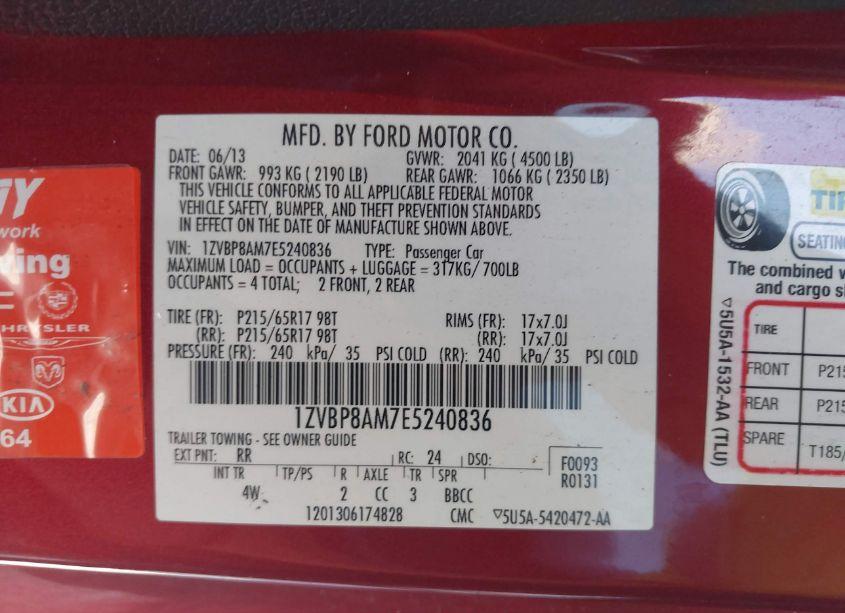 MFD. BY FORD MOTOR CO.
DATE: 06/13 GVWR: 2041 KG ( 4500 LB)
FRONT GAWR: 993 KG ( 2190 LB) REAR GAWR: 1066 KG ( 2350 LB)
THIS VEHICLE CONFORMS TO ALL APPLICABLE FEDERAL MOTOR
VEHICLE SAFETY, BUMPER, AND THEFT PREVENTION STANDARDS
IN EFFECT ON THE DATE OF MANUFACTURE SHOWN ABOVE.
VIN: 1ZVBP8AM7E5240836 TYPE: Passenger Car
MAXIMUM LOAD = OCCUPANTS + LUGGAGE = 317KG/ 700LB
OCCUPANTS = 4 TOTAL; 2 FRONT, 2 REAR
TIRE (FR): P215/65R17 98T RIMS (FR): 17x7.0J
(RR): P215/65R17 98T (RR): 17x7.0J
PRESSURE (FR): 240 kPa/ 35 PSI COLD (RR): 240 kPa/ 35 PSI COLD
1ZVBP8AM7E5240836
TRAILER TOWING - SEE OWNER GUIDE
EXT PNT: RR RC: 24 DSO: F0093
R0131
INT TR TP/PS R AXLE TR SPR
4W 2 CC 3 BBCC
1201306174828 CMC ▽5U5A-5420472-AA
work
HRYSLER
KIA
64
TIR
SEATING
The combined w
and cargo sh
TIRE
FRONT P215
REAR P215
SPARE T185/
▽5U5A-1532-AA (TLU)